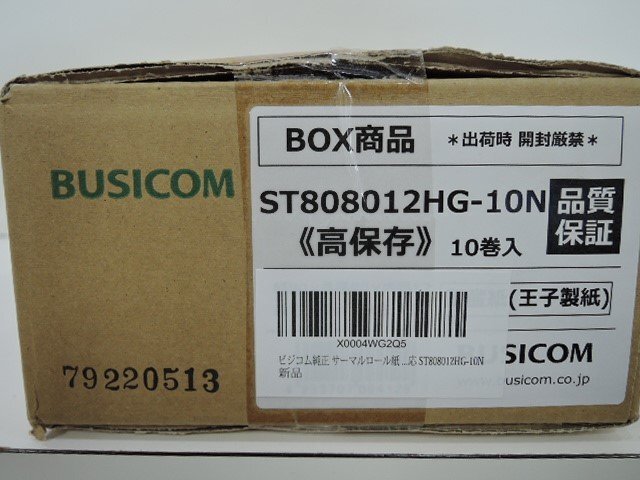 BUSICOM
79220513
BOX商品 *出荷時 開封厳禁*
ST808012HG-10N
《高保存》 10巻入
品質
保証
(王子製紙)
X0004WG2Q5
ビジコム純正 サーマルロール紙 ...応 ST808012HG-10N
新品
SICOM
usicom.co.jp